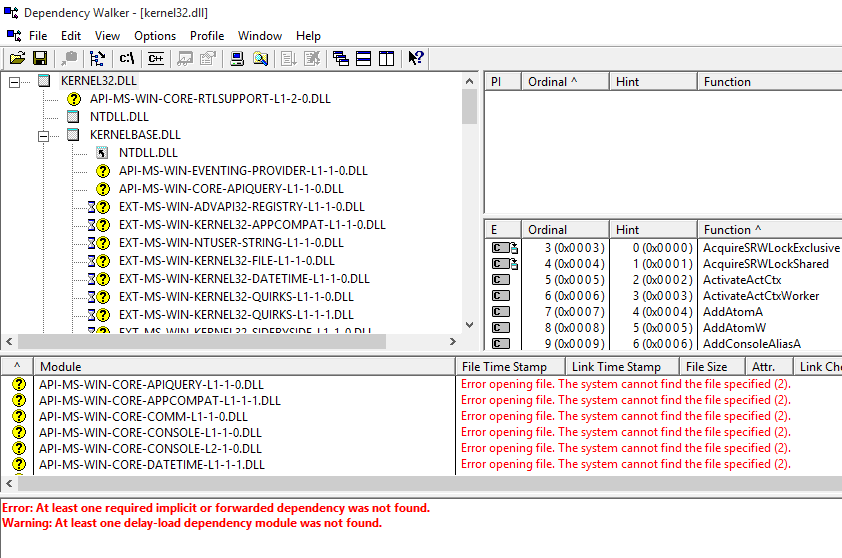 Dependency Walker - [kernel32.dll]
File Edit View Options Profile Window Help
c:\ C++
KERNEL32.DLL
API-MS-WIN-CORE-RTLSUPPORT-L1-2-0.DLL
NTDLL.DLL
KERNELBASE.DLL
NTDLL.DLL
API-MS-WIN-EVENTING-PROVIDER-L1-1-0.DLL
API-MS-WIN-CORE-APIQUERY-L1-1-0.DLL
EXT-MS-WIN-ADVAPI32-REGISTRY-L1-1-0.DLL
EXT-MS-WIN-KERNEL32-APPCOMPAT-L1-1-0.DLL
EXT-MS-WIN-NTUSER-STRING-L1-1-0.DLL
EXT-MS-WIN-KERNEL32-FILE-L1-1-0.DLL
EXT-MS-WIN-KERNEL32-DATETIME-L1-1-0.DLL
EXT-MS-WIN-KERNEL32-QUIRKS-L1-1-0.DLL
EXT-MS-WIN-KERNEL32-QUIRKS-L1-1-1.DLL
EXT-MS-WIN-KERNEL32-SIDEBYSIDE-L1-1-0.DLL
PI Ordinal ^ Hint Function
E Ordinal Hint Function ^
C 3 (0x0003) 0 (0x0000) AcquireSRWLockExclusive
C 4 (0x0004) 1 (0x0001) AcquireSRWLockShared
C 5 (0x0005) 2 (0x0002) ActivateActCtx
C 6 (0x0006) 3 (0x0003) ActivateActCtxWorker
C 7 (0x0007) 4 (0x0004) AddAtomA
C 8 (0x0008) 5 (0x0005) AddAtomW
C 9 (0x0009) 6 (0x0006) AddConsoleAliasA
^ Module File Time Stamp Link Time Stamp File Size Attr. Link Che
API-MS-WIN-CORE-APIQUERY-L1-1-0.DLL Error opening file. The system cannot find the file specified (2).
API-MS-WIN-CORE-APPCOMPAT-L1-1-1.DLL Error opening file. The system cannot find the file specified (2).
API-MS-WIN-CORE-COMM-L1-1-0.DLL Error opening file. The system cannot find the file specified (2).
API-MS-WIN-CORE-CONSOLE-L1-1-0.DLL Error opening file. The system cannot find the file specified (2).
API-MS-WIN-CORE-CONSOLE-L2-1-0.DLL Error opening file. The system cannot find the file specified (2).
API-MS-WIN-CORE-DATETIME-L1-1-1.DLL Error opening file. The system cannot find the file specified (2).
Error: At least one required implicit or forwarded dependency was not found.
Warning: At least one delay-load dependency module was not found.